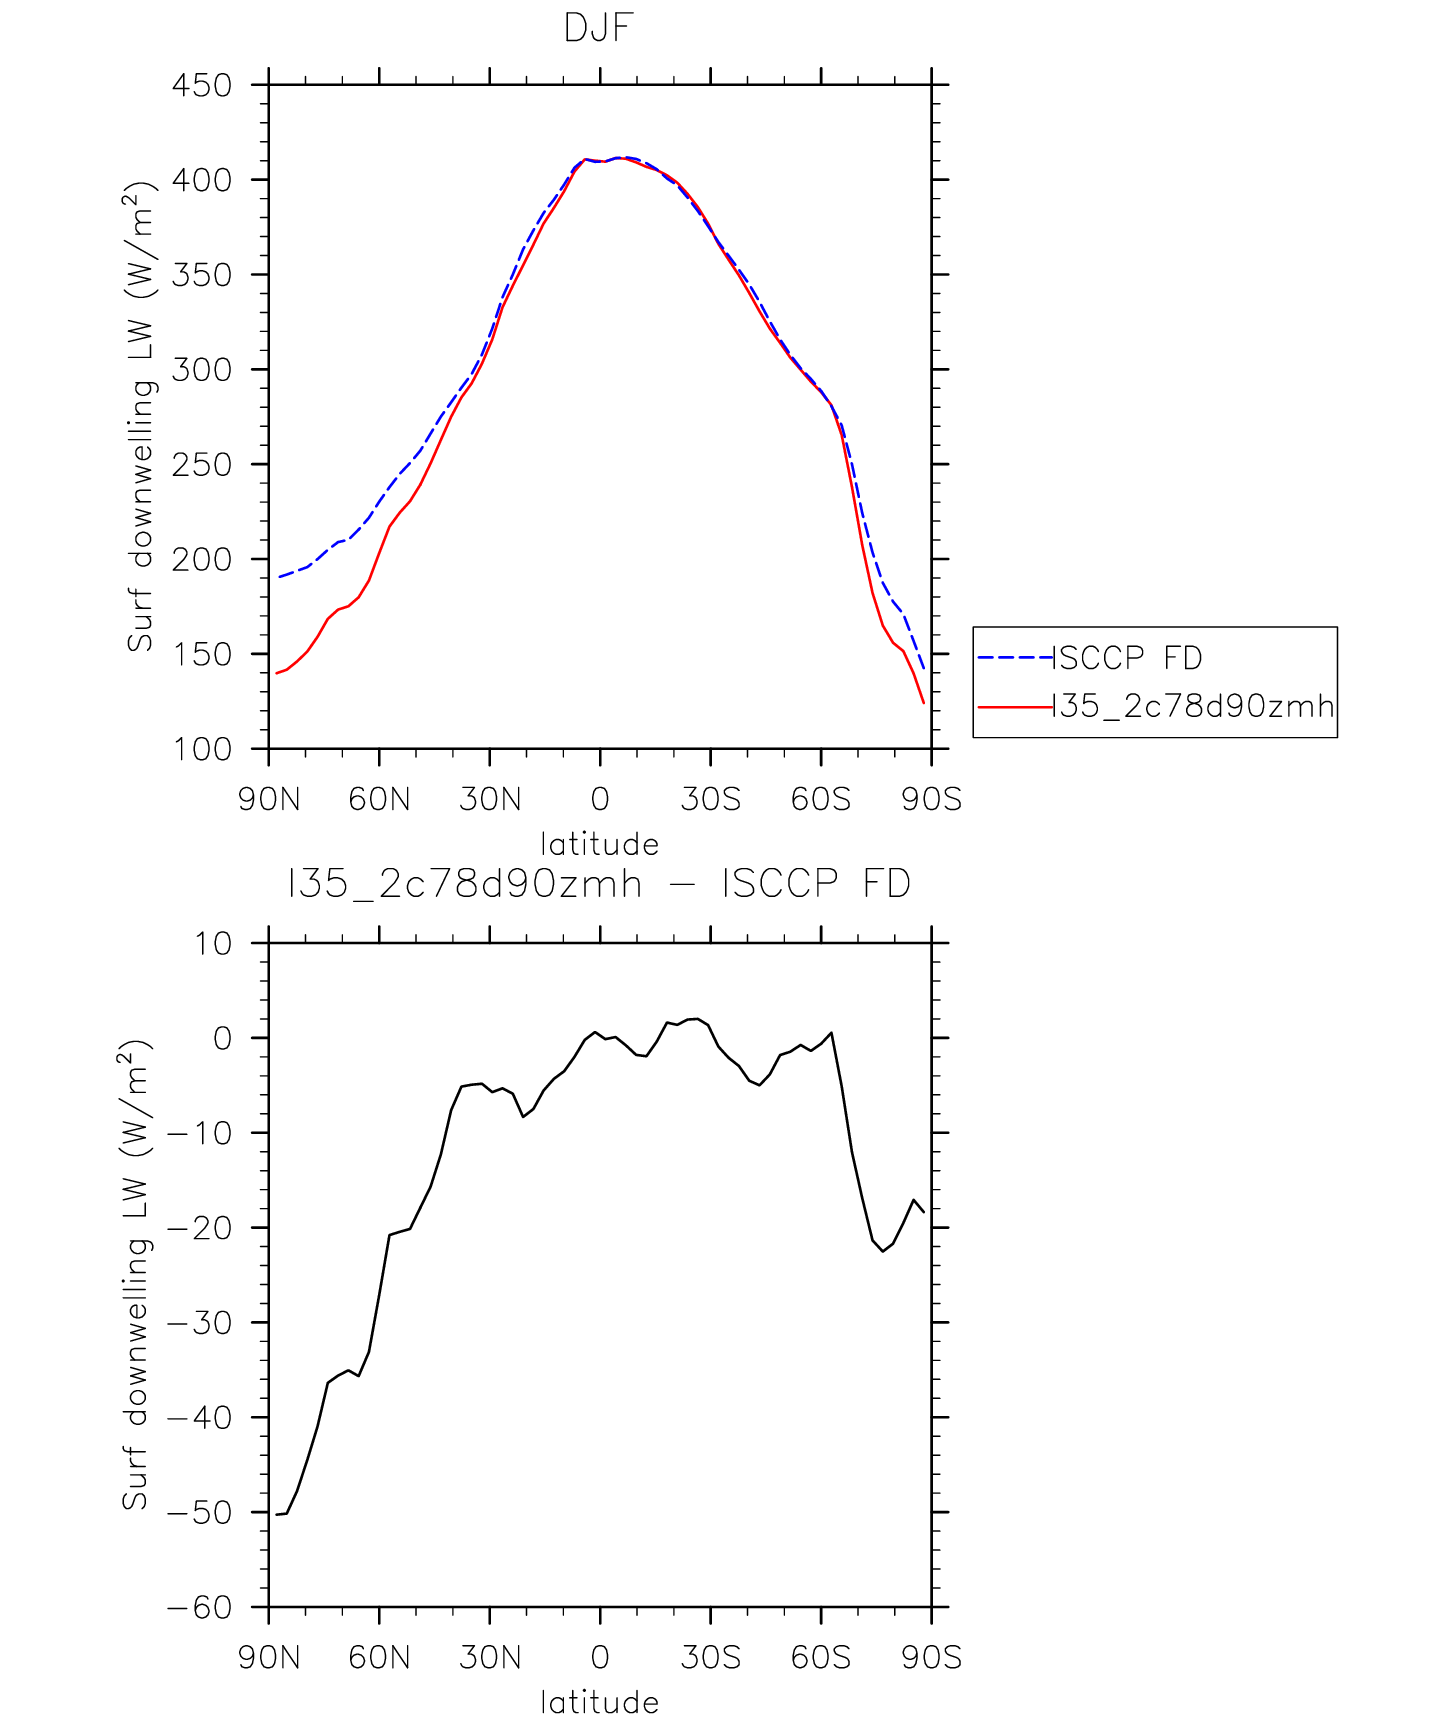 DJF
450
400
350
300
250
200
150
100
Surf downwelling LW (W/m²)
90N 60N 30N 0 30S 60S 90S
latitude
ISCCP FD
I35_2c78d90zmh
I35_2c78d90zmh − ISCCP FD
10
0
−10
−20
−30
−40
−50
−60
Surf downwelling LW (W/m²)
90N 60N 30N 0 30S 60S 90S
latitude